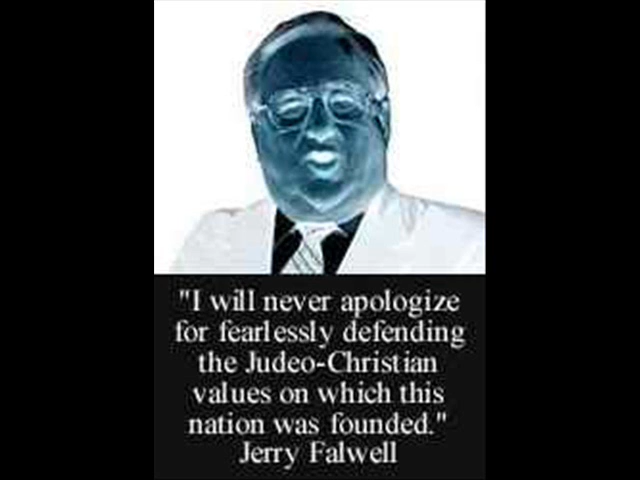 "I will never apologize
for fearlessly defending
the Judeo-Christian
values on which this
nation was founded."
Jerry Falwell